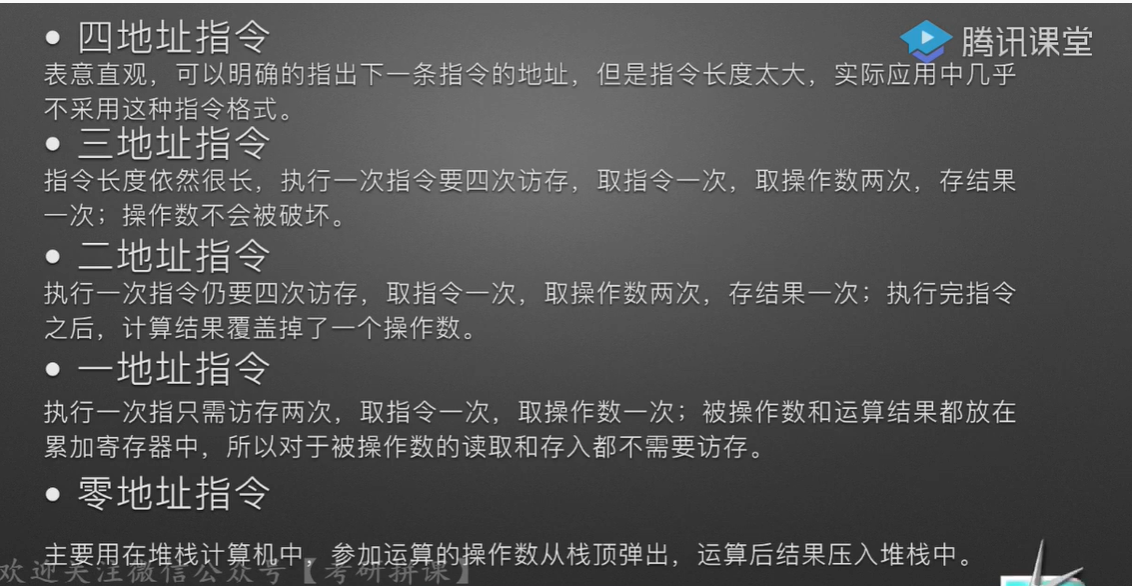 • 四地址指令
腾讯课堂
表意直观，可以明确的指出下一条指令的地址，但是指令长度太大，实际应用中几乎
不采用这种指令格式。
• 三地址指令
指令长度依然很长，执行一次指令要四次访存，取指令一次，取操作数两次，存结果
一次；操作数不会被破坏。
• 二地址指令
执行一次指令仍要四次访存，取指令一次，取操作数两次，存结果一次；执行完指令
之后，计算结果覆盖掉了一个操作数。
• 一地址指令
执行一次指只需访存两次，取指令一次，取操作数一次；被操作数和运算结果都放在
累加寄存器中，所以对于被操作数的读取和存入都不需要访存。
• 零地址指令
主要用在堆栈计算机中，参加运算的操作数从栈顶弹出，运算后结果压入堆栈中。
欢迎关注微信公众号【考研拼课】